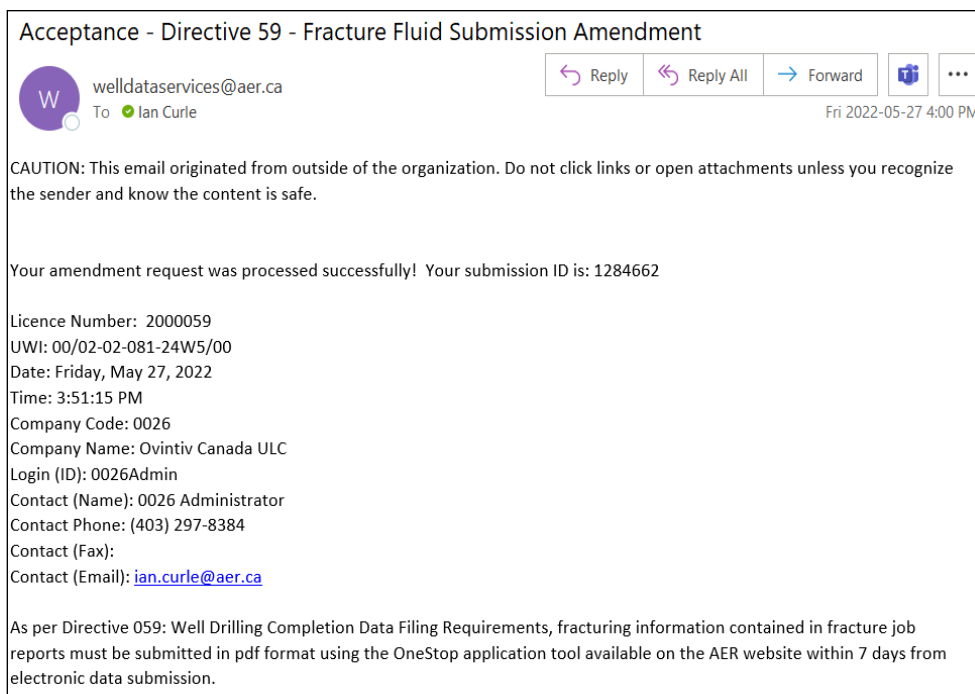 Acceptance - Directive 59 - Fracture Fluid Submission Amendment
W
welldataservices@aer.ca
To Ian Curle
Reply
Reply All
Forward
Fri 2022-05-27 4:00 PM
CAUTION: This email originated from outside of the organization. Do not click links or open attachments unless you recognize
the sender and know the content is safe.
Your amendment request was processed successfully!  Your submission ID is: 1284662
Licence Number:  2000059
UWI: 00/02-02-081-24W5/00
Date: Friday, May 27, 2022
Time: 3:51:15 PM
Company Code: 0026
Company Name: Ovintiv Canada ULC
Login (ID): 0026Admin
Contact (Name): 0026 Administrator
Contact Phone: (403) 297-8384
Contact (Fax):
Contact (Email): ian.curle@aer.ca
As per Directive 059: Well Drilling Completion Data Filing Requirements, fracturing information contained in fracture job
reports must be submitted in pdf format using the OneStop application tool available on the AER website within 7 days from
electronic data submission.